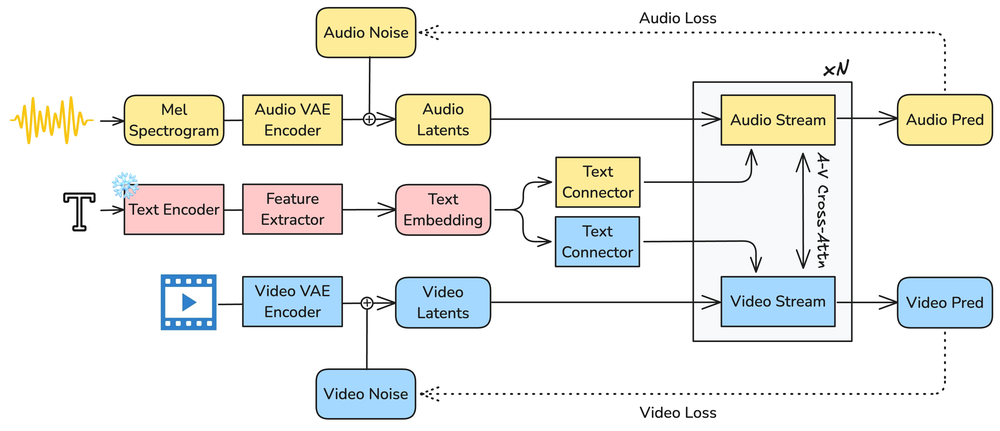 Audio Noise
Audio Loss
xN
Mel
Spectrogram
Audio VAE
Encoder
Audio
Latents
Audio Stream
Audio Pred
T
Text Encoder
Feature
Extractor
Text
Embedding
Text
Connector
Text
Connector
A-V Cross-Attn
Video VAE
Encoder
Video
Latents
Video Stream
Video Pred
Video Noise
Video Loss